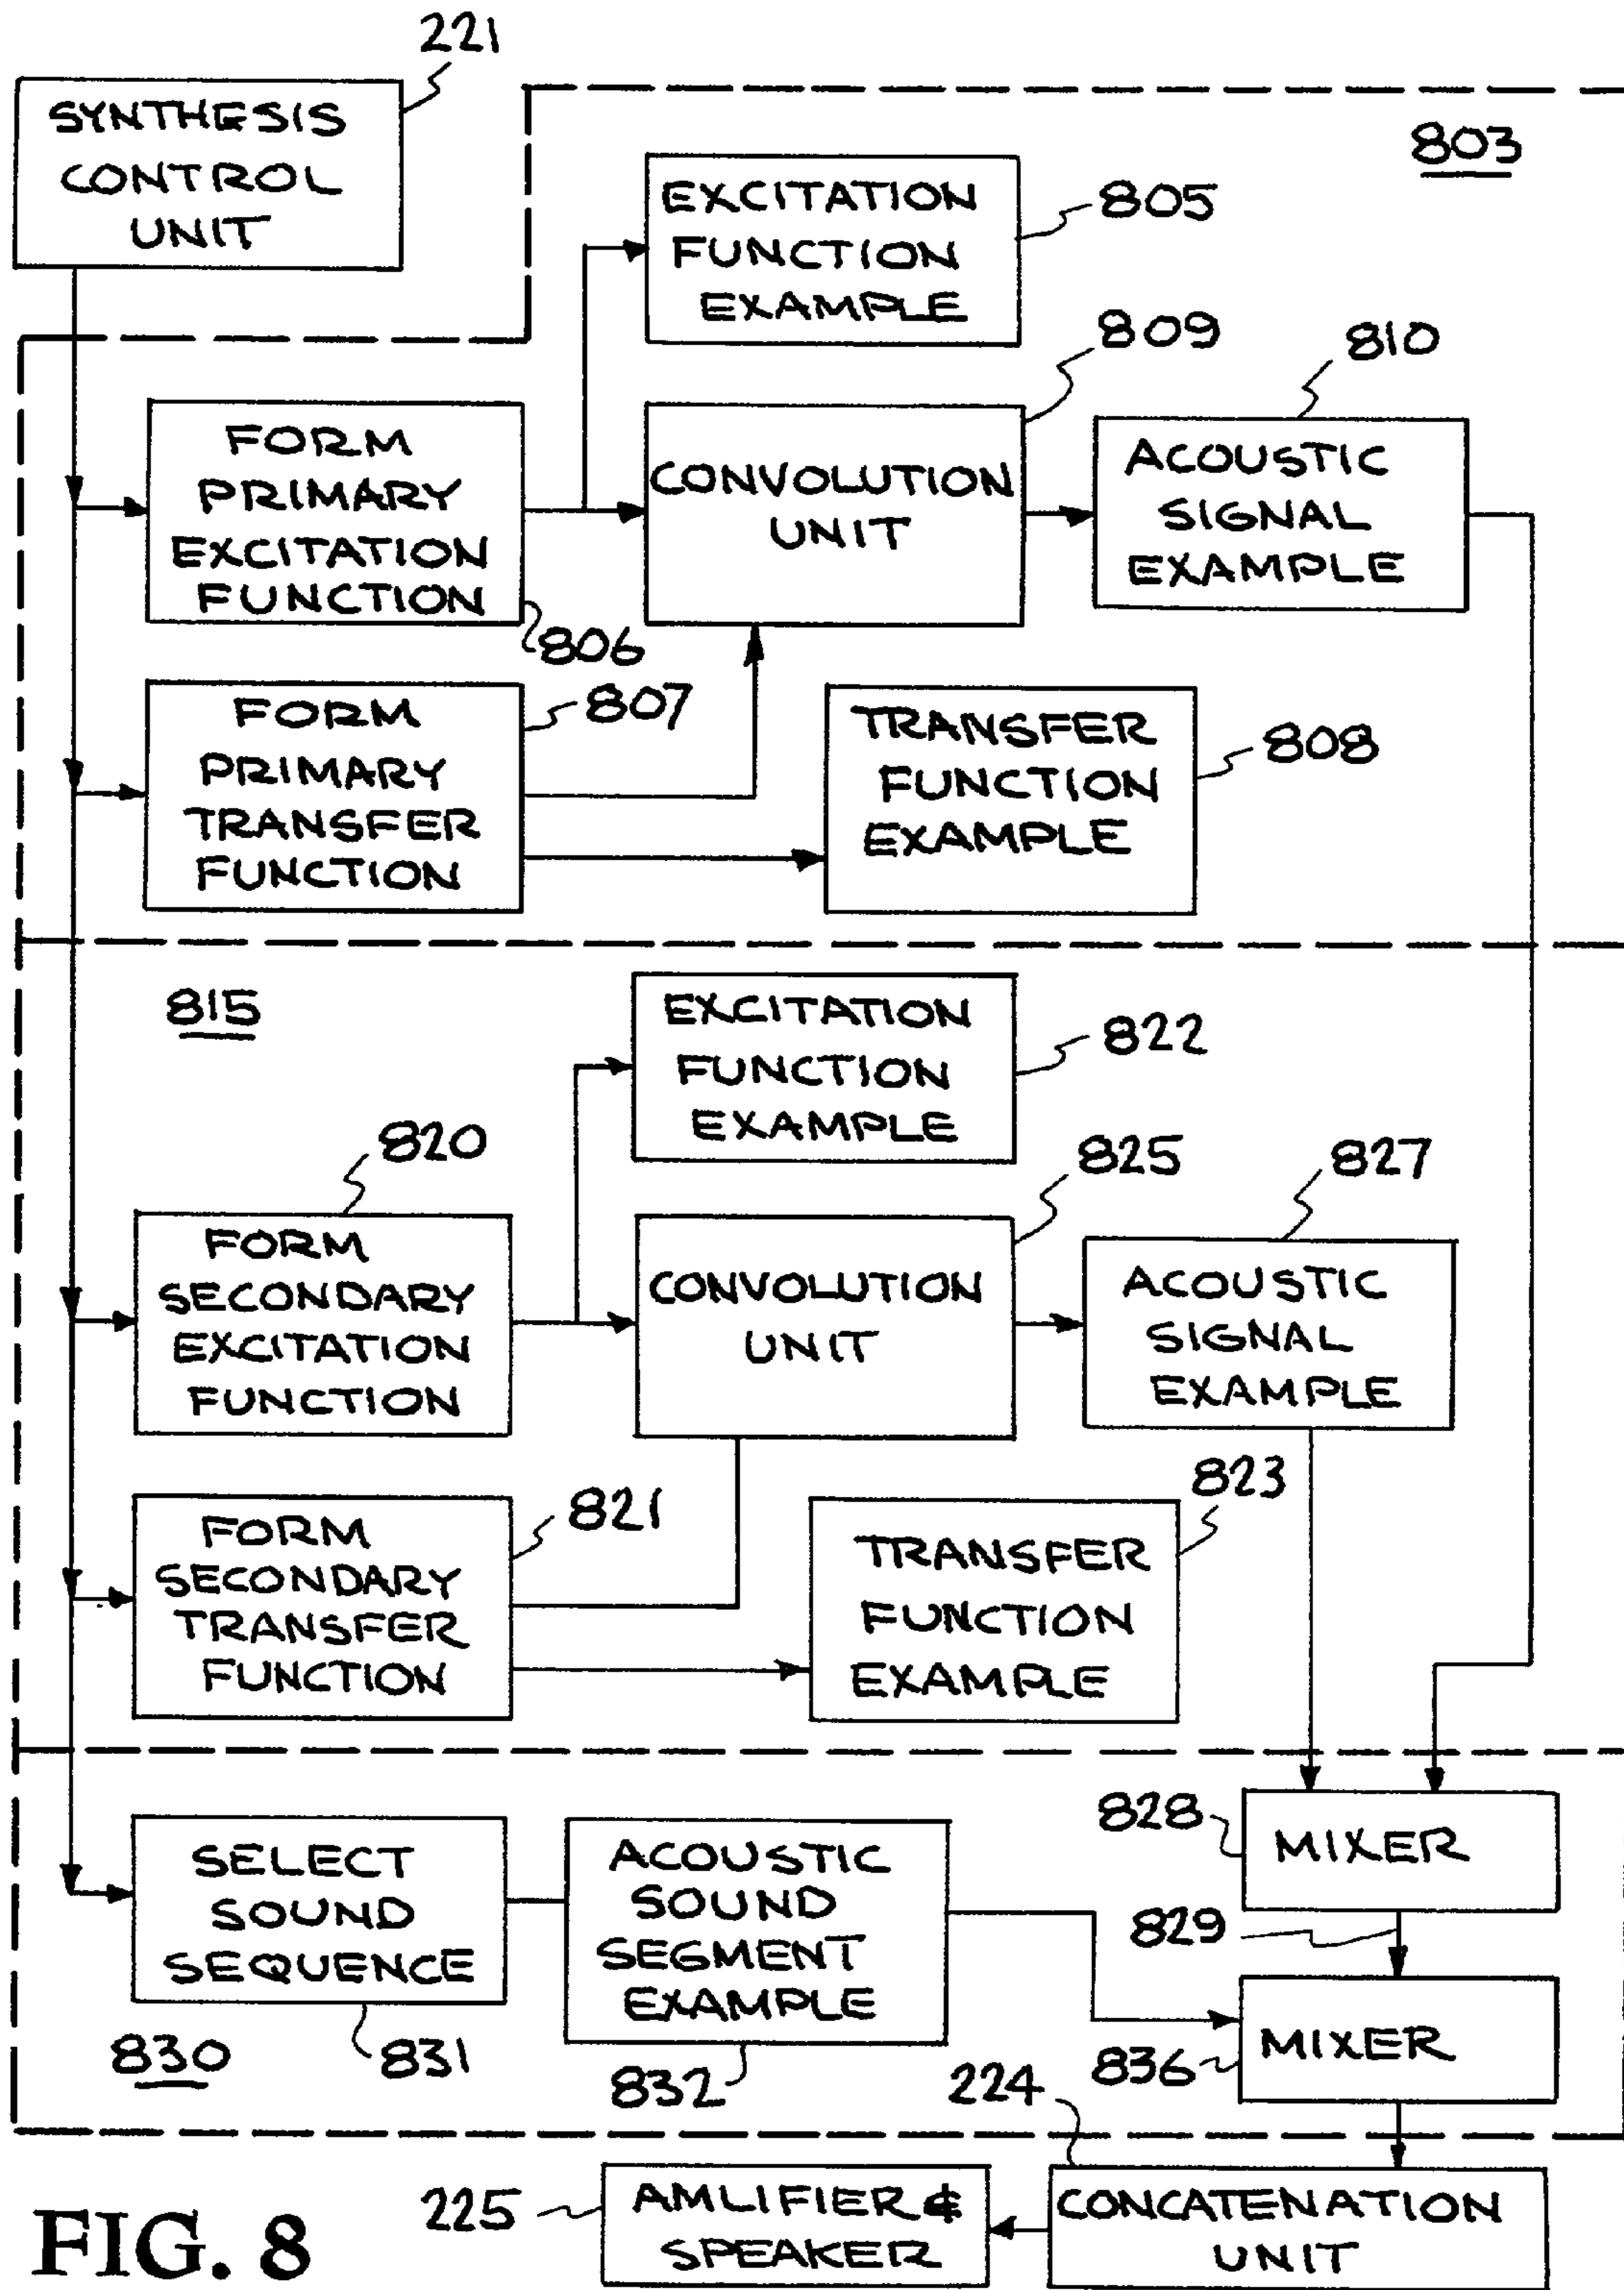 221
SYNTHESIS
CONTROL
UNIT
803
EXCITATION
FUNCTION
EXAMPLE
805
809
810
FORM
PRIMARY
EXCITATION
FUNCTION
806
CONVOLUTION
UNIT
ACOUSTIC
SIGNAL
EXAMPLE
FORM
PRIMARY
TRANSFER
FUNCTION
807
TRANSFER
FUNCTION
EXAMPLE
808
815
EXCITATION
FUNCTION
EXAMPLE
822
820
825
827
FORM
SECONDARY
EXCITATION
FUNCTION
CONVOLUTION
UNIT
ACOUSTIC
SIGNAL
EXAMPLE
FORM
SECONDARY
TRANSFER
FUNCTION
821
TRANSFER
FUNCTION
EXAMPLE
823
SELECT
SOUND
SEQUENCE
831
830
ACOUSTIC
SOUND
SEGMENT
EXAMPLE
832
828
MIXER
829
836
MIXER
224
CONCATENATION
UNIT
225
AMLIFIER &
SPEAKER
FIG. 8